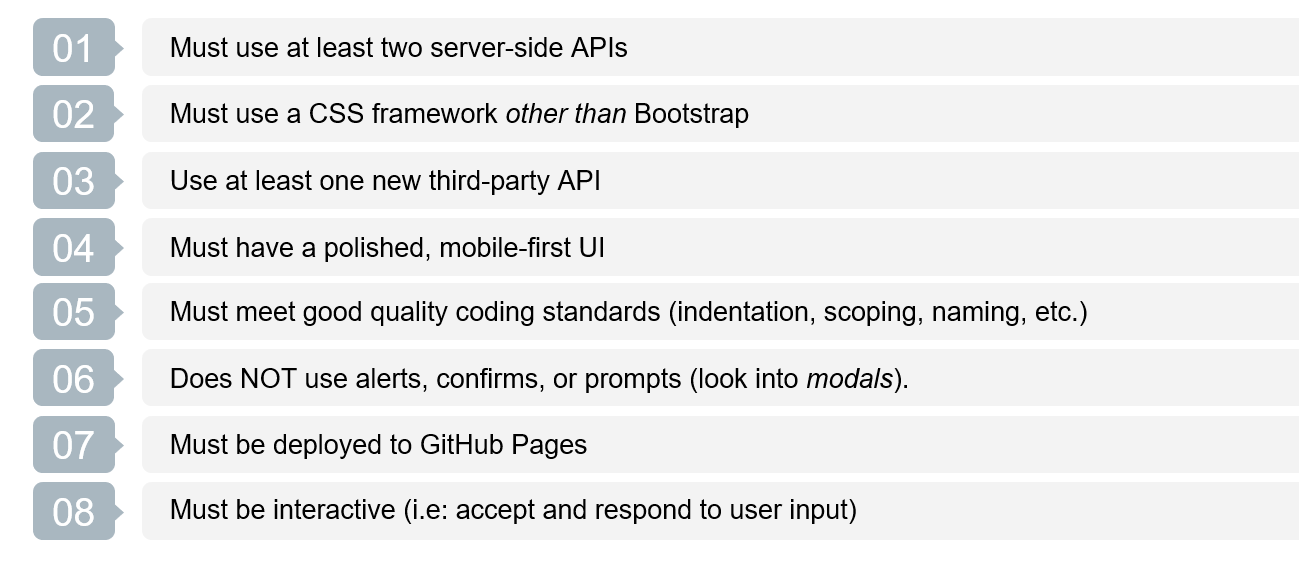 01 Must use at least two server-side APIs
02 Must use a CSS framework other than Bootstrap
03 Use at least one new third-party API
04 Must have a polished, mobile-first UI
05 Must meet good quality coding standards (indentation, scoping, naming, etc.)
06 Does NOT use alerts, confirms, or prompts (look into modals).
07 Must be deployed to GitHub Pages
08 Must be interactive (i.e: accept and respond to user input)